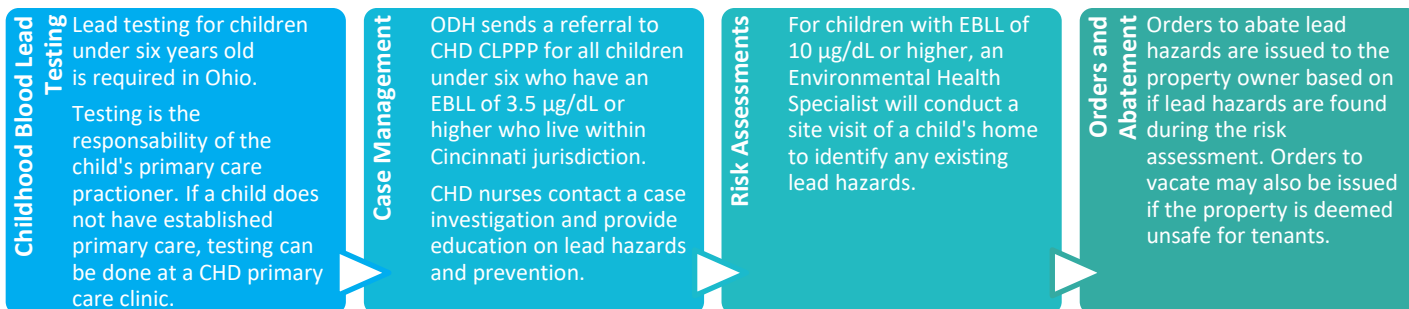 Childhood Blood Lead
Testing
Lead testing for children
under six years old
is required in Ohio.
Testing is the
responsability of the
child's primary care
practioner. If a child does
not have established
primary care, testing can
be done at a CHD primary
care clinic.
Case Management
ODH sends a referral to
CHD CLPPP for all children
under six who have an
EBLL of 3.5 µg/dL or
higher who live within
Cincinnati jurisdiction.
CHD nurses contact a case
investigation and provide
education on lead hazards
and prevention.
Risk Assessments
For children with EBLL of
10 µg/dL or higher, an
Environmental Health
Specialist will conduct a
site visit of a child's home
to identify any existing
lead hazards.
Orders and
Abatement
Orders to abate lead
hazards are issued to the
property owner based on
if lead hazards are found
during the risk
assessment. Orders to
vacate may also be issued
if the property is deemed
unsafe for tenants.